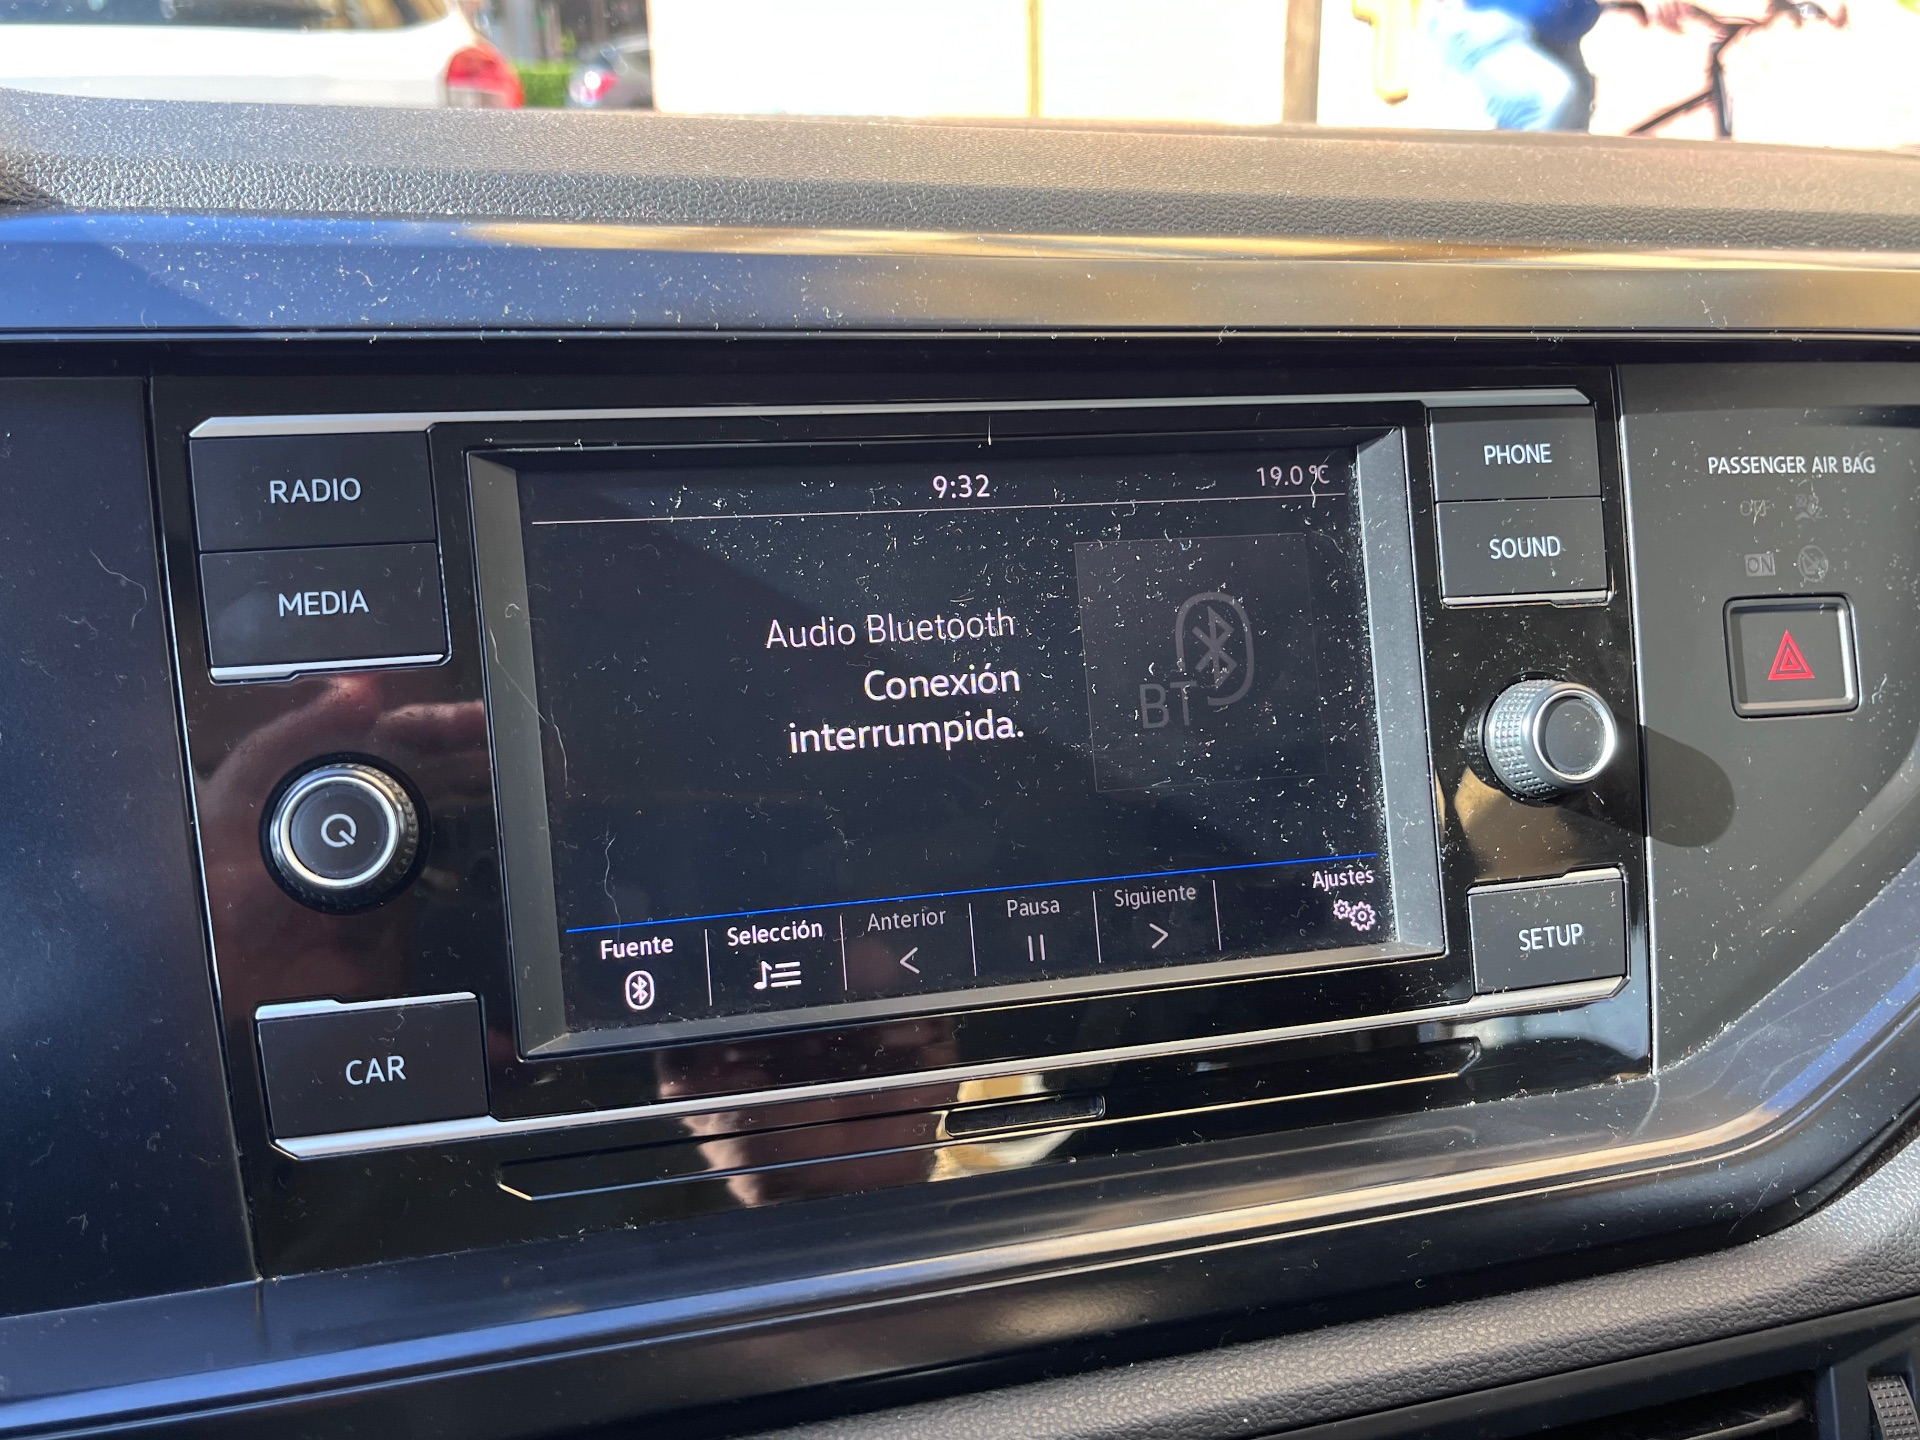 RADIO
MEDIA
CAR
9:32
19.0 °C
Audio Bluetooth
Conexión
interrumpida.
BT
Fuente
Selección
Anterior
<
Pausa
Siguiente
>
Ajustes
PHONE
SOUND
SETUP
PASSENGER AIR BAG
OFF
ON